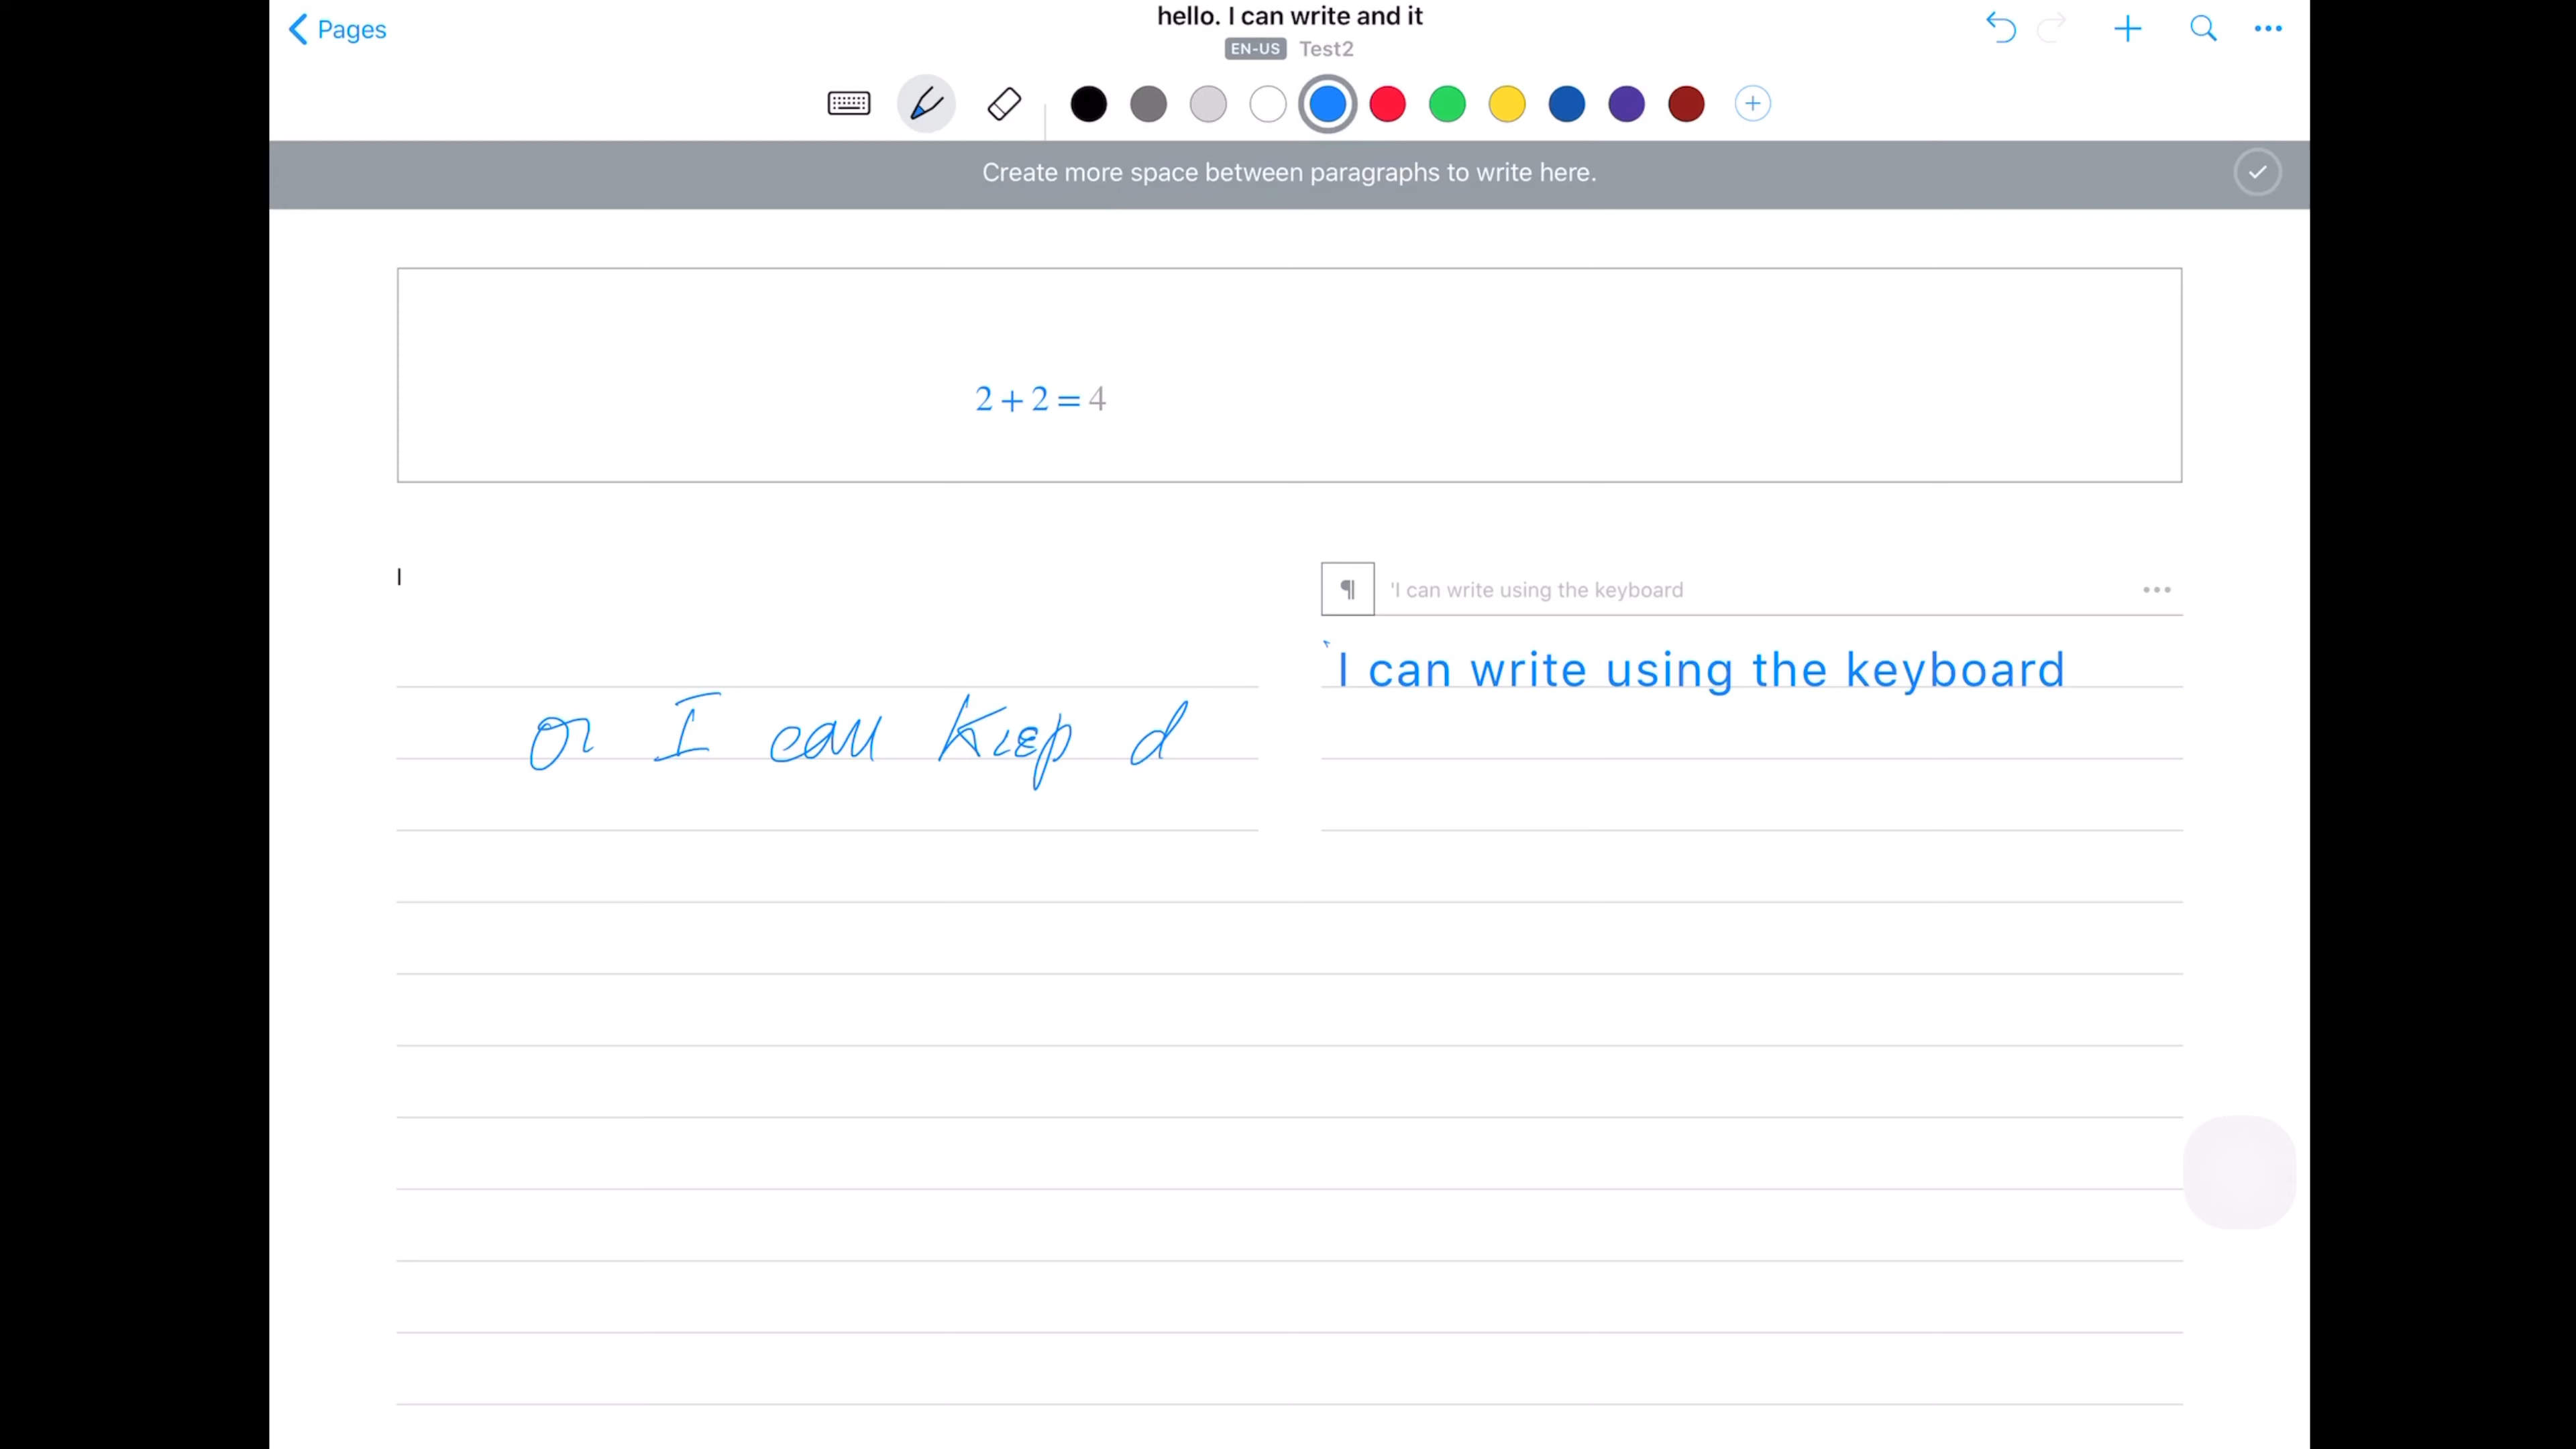 Pages
hello. I can write and it
EN-US Test2
Create more space between paragraphs to write here.
2 + 2 = 4
¶ 'I can write using the keyboard
I can write using the keyboard
or I can keep d